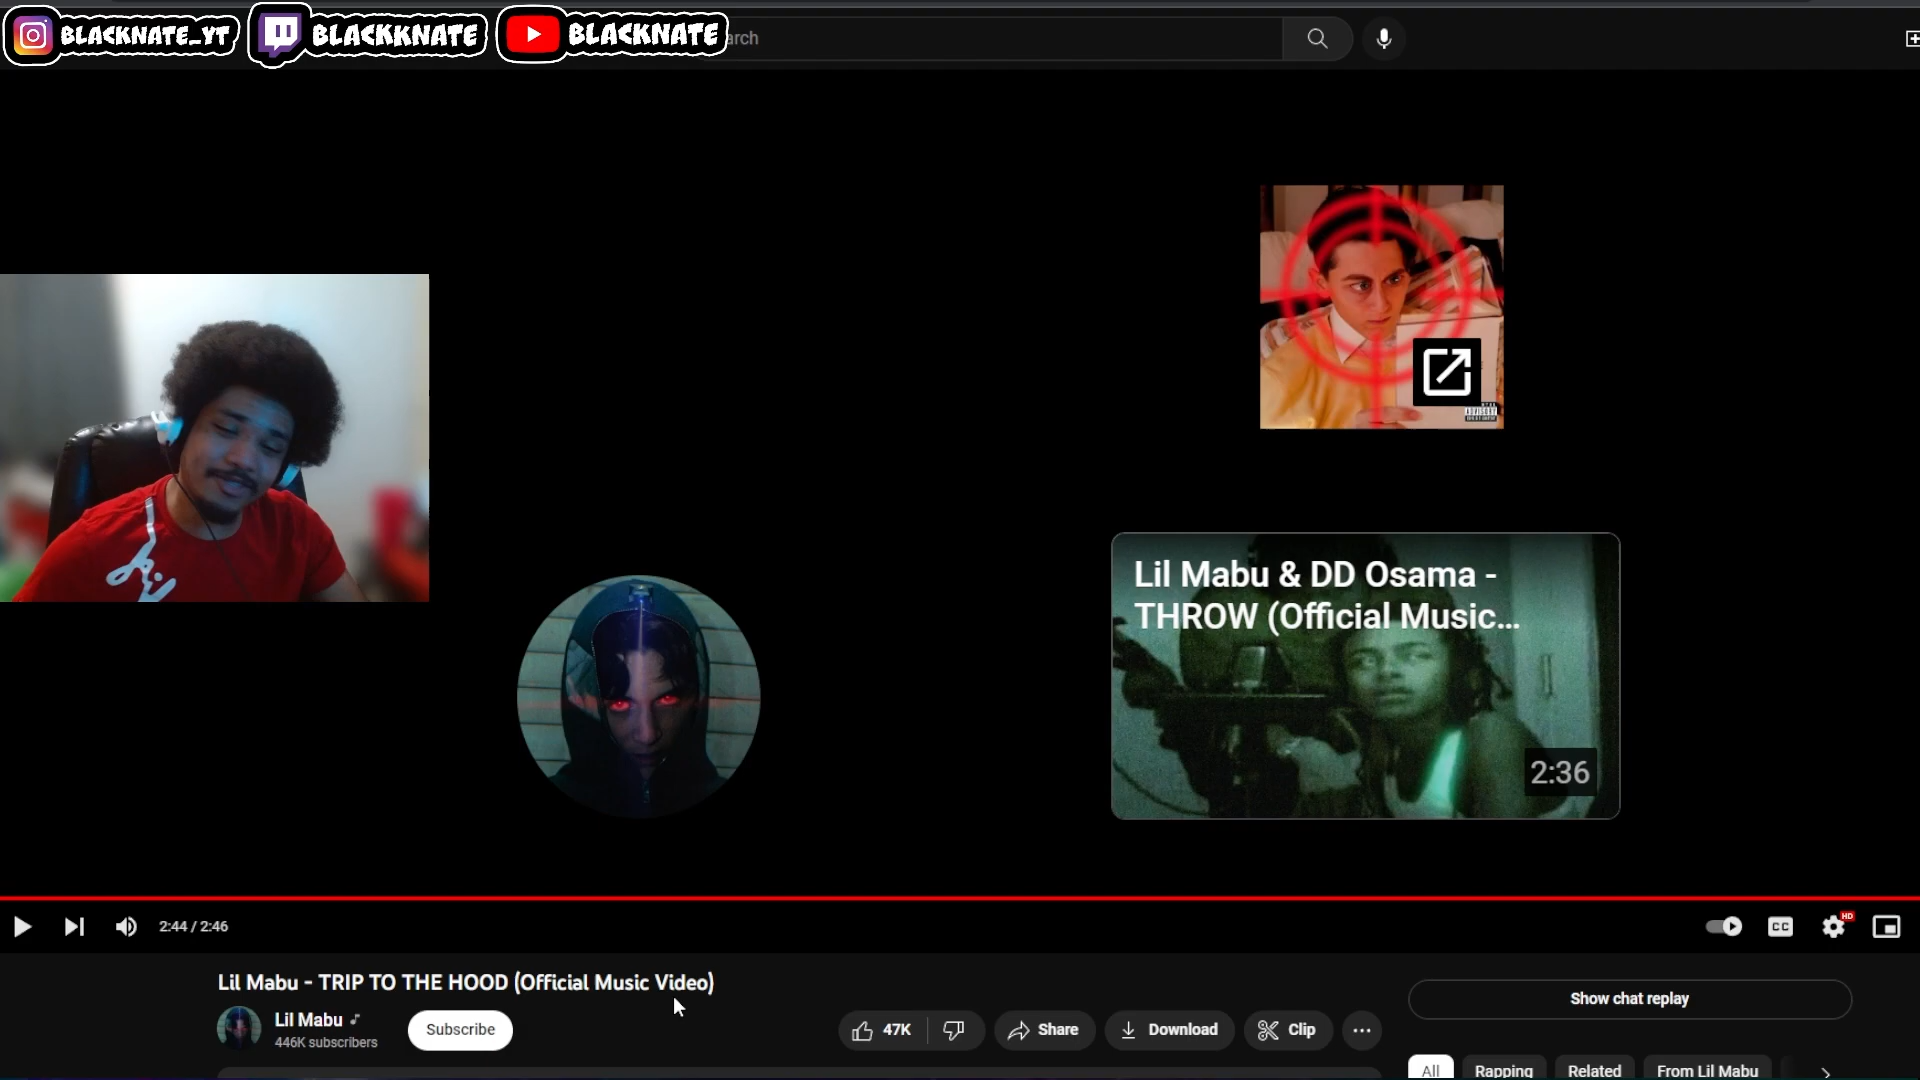 BLACKNATE_YT
BLACKKNATE
BLACKNATE
arch
Lil Mabu & DD Osama -
THROW (Official Music...
2:36
2:44 / 2:46
CC
HD
Lil Mabu - TRIP TO THE HOOD (Official Music Video)
Lil Mabu
446K subscribers
Subscribe
47K
Share
Download
Clip
Show chat replay
All
Rapping
Related
From Lil Mabu